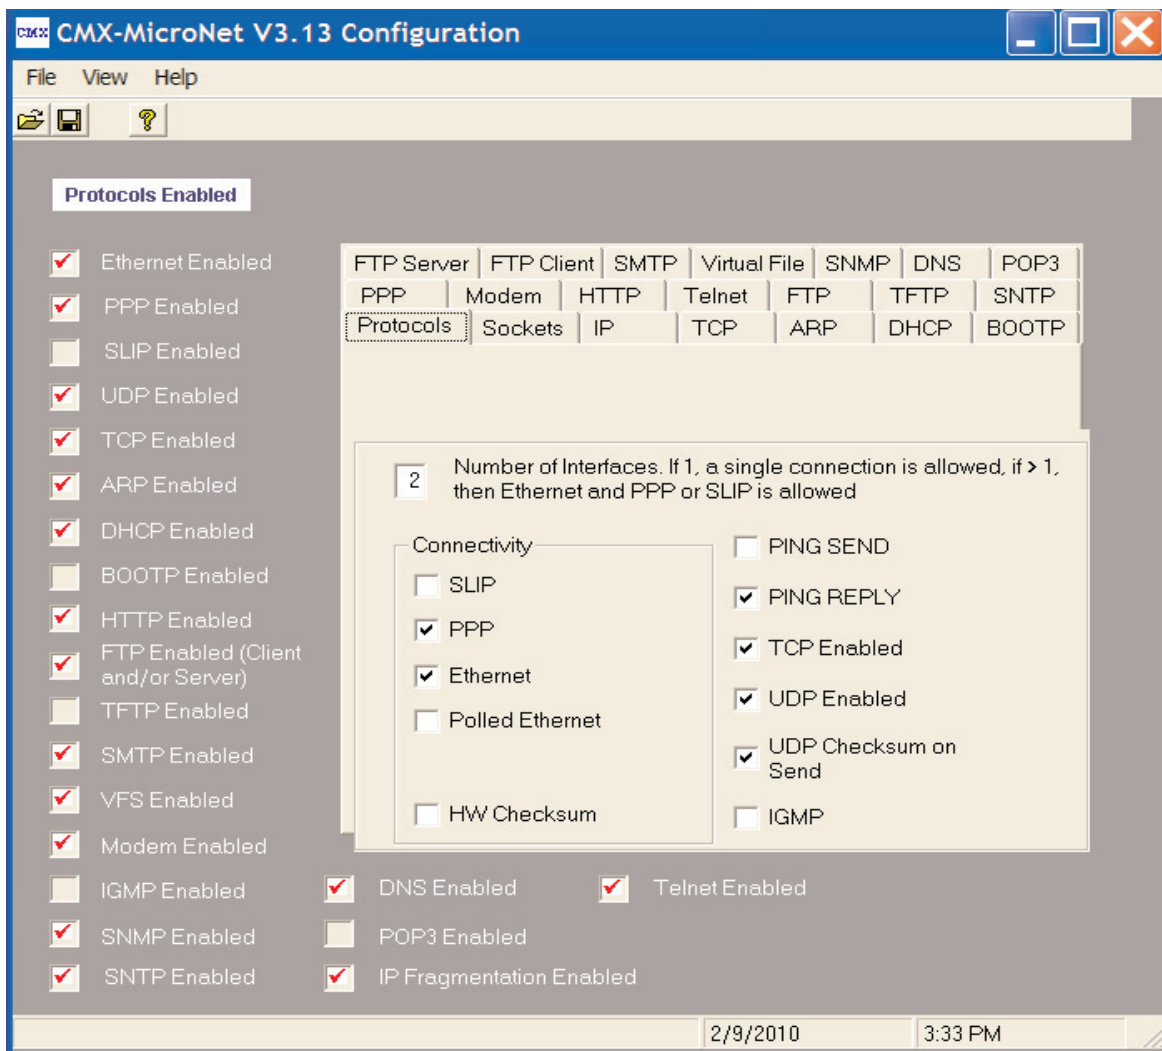 CMX CMX-MicroNet V3.13 Configuration
File View Help
Protocols Enabled
Ethernet Enabled
PPP Enabled
SLIP Enabled
UDP Enabled
TCP Enabled
ARP Enabled
DHCP Enabled
BOOTP Enabled
HTTP Enabled
FTP Enabled (Client
and/or Server)
TFTP Enabled
SMTP Enabled
VFS Enabled
Modem Enabled
IGMP Enabled
SNMP Enabled
SNTP Enabled
FTP Server FTP Client SMTP Virtual File SNMP DNS POP3
PPP Modem HTTP Telnet FTP TFTP SNTP
Protocols Sockets IP TCP ARP DHCP BOOTP
2
Number of Interfaces. If 1, a single connection is allowed, if > 1,
then Ethernet and PPP or SLIP is allowed
Connectivity
SLIP
PPP
Ethernet
Polled Ethernet
HW Checksum
PING SEND
PING REPLY
TCP Enabled
UDP Enabled
UDP Checksum on
Send
IGMP
DNS Enabled
Telnet Enabled
POP3 Enabled
IP Fragmentation Enabled
2/9/2010 3:33 PM